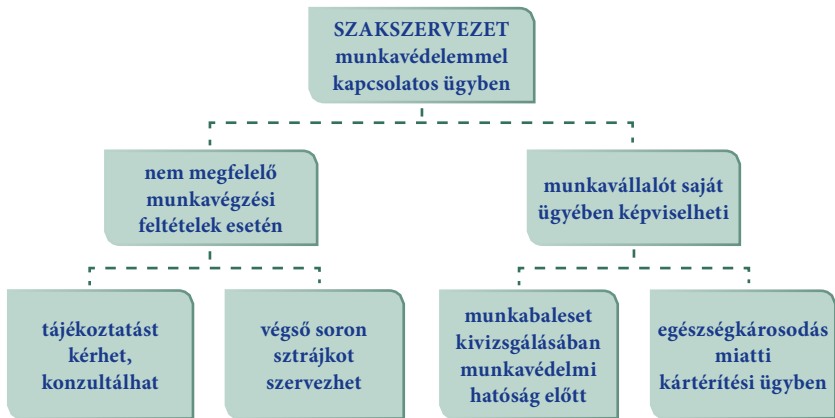 SZAKSZERVEZET
munkavédelemmel
kapcsolatos ügyben
nem megfelelő
munkavégzési
feltételek esetén
munkavállalót saját
ügyében képviselheti
tájékoztatást
kérhet,
konzultálhat
végső soron
sztrájkot
szervezhet
munkabaleset
kivizsgálásában
munkavédelmi
hatóság előtt
egészségkárosodás
miatti
kártérítési ügyben